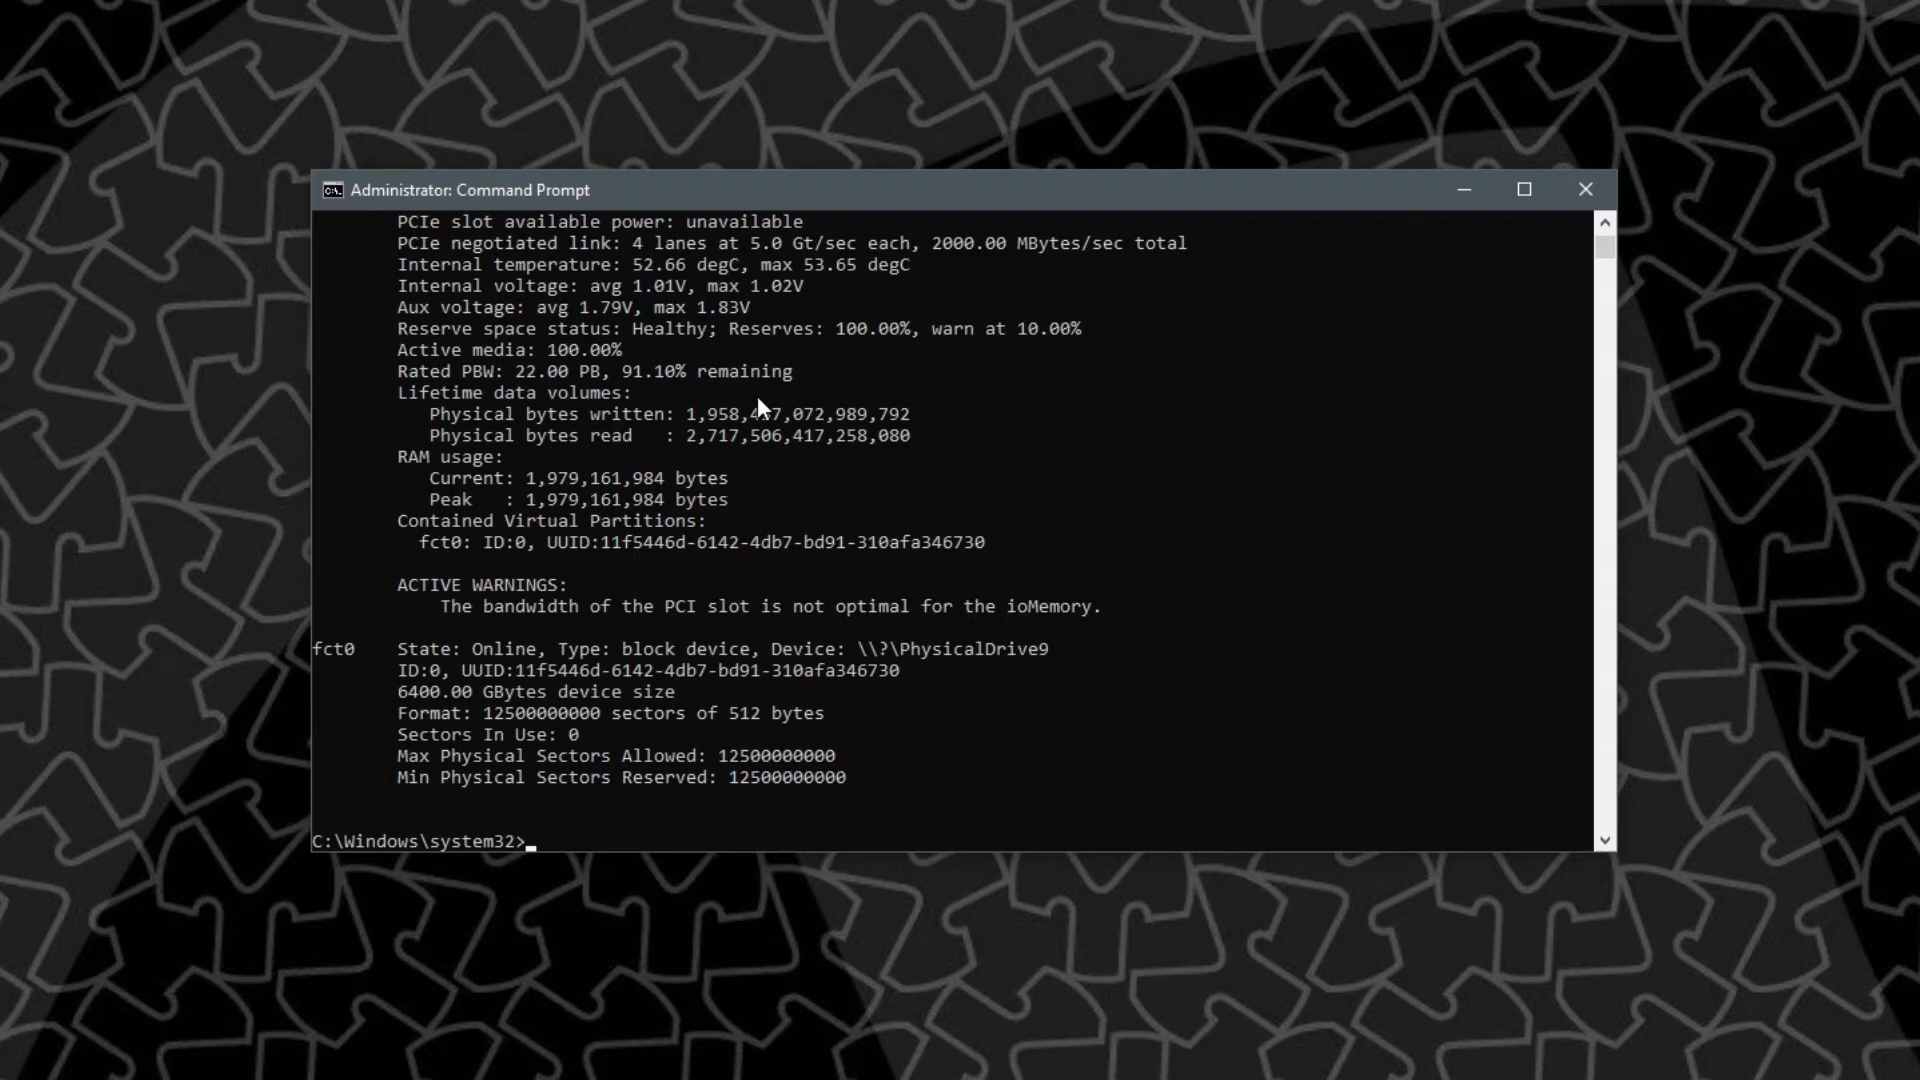 Administrator: Command Prompt
PCIe slot available power: unavailable
PCIe negotiated link: 4 lanes at 5.0 Gt/sec each, 2000.00 MBytes/sec total
Internal temperature: 52.66 degC, max 53.65 degC
Internal voltage: avg 1.01V, max 1.02V
Aux voltage: avg 1.79V, max 1.83V
Reserve space status: Healthy; Reserves: 100.00%, warn at 10.00%
Active media: 100.00%
Rated PBW: 22.00 PB, 91.10% remaining
Lifetime data volumes:
Physical bytes written:
Physical bytes read : 2,717,506,417,258,080
RAM usage:
Current: 1,979,161,984 bytes
Peak : 1,979,161,984 bytes
Contained Virtual Partitions:
fct0: ID:0, UUID:11f5446d-6142-4db7-bd91-310afa346730
ACTIVE WARNINGS:
The bandwidth of the PCI slot is not optimal for the ioMemory.
fct0 State: Online, Type: block device, Device: \\?\PhysicalDrive9
ID:0, UUID:11f5446d-6142-4db7-bd91-310afa346730
6400.00 GBytes device size
Format: 12500000000 sectors of 512 bytes
Sectors In Use: 0
Max Physical Sectors Allowed: 12500000000
Min Physical Sectors Reserved: 12500000000
C:\Windows\system32>